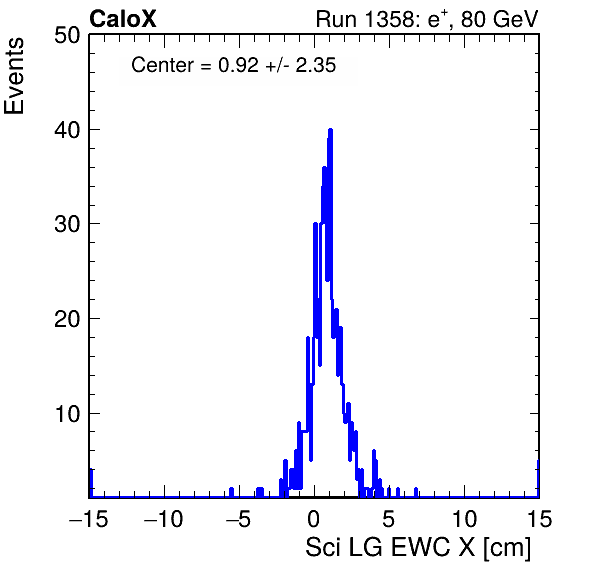 CaloX Run 1358: e⁺, 80 GeV
Events
Center = 0.92 +/- 2.35
50
40
30
20
10
−15 −10 −5 0 5 10 15
Sci LG EWC X [cm]